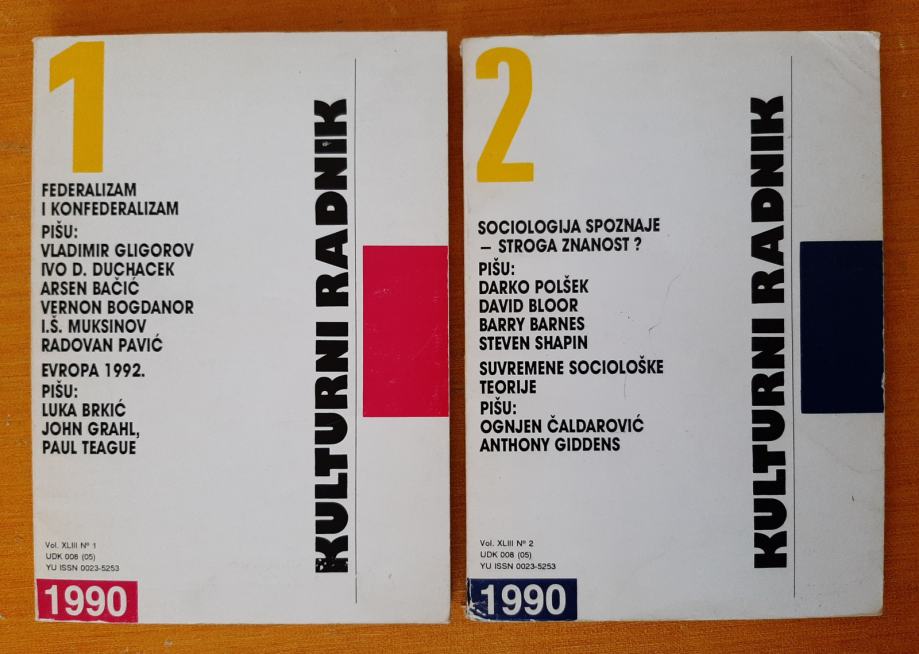 1
FEDERALIZAM
I KONFEDERALIZAM
PIŠU:
VLADIMIR GLIGOROV
IVO D. DUCHACEK
ARSEN BAČIĆ
VERNON BOGDANOR
I.Š. MUKSINOV
RADOVAN PAVIĆ
EVROPA 1992.
PIŠU:
LUKA BRKIĆ
JOHN GRAHL,
PAUL TEAGUE
Vol. XLIII Nº 1
UDK 008 (05)
YU ISSN 0023-5253
1990
KULTURNI RADNIK
2
SOCIOLOGIJA SPOZNAJE
– STROGA ZNANOST ?
PIŠU:
DARKO POLŠEK
DAVID BLOOR
BARRY BARNES
STEVEN SHAPIN
SUVREMENE SOCIOLOŠKE
TEORIJE
PIŠU:
OGNJEN ČALDAROVIĆ
ANTHONY GIDDENS
Vol. XLIII Nº 2
UDK 008 (05)
YU ISSN 0023-5253
1990
KULTURNI RADNIK